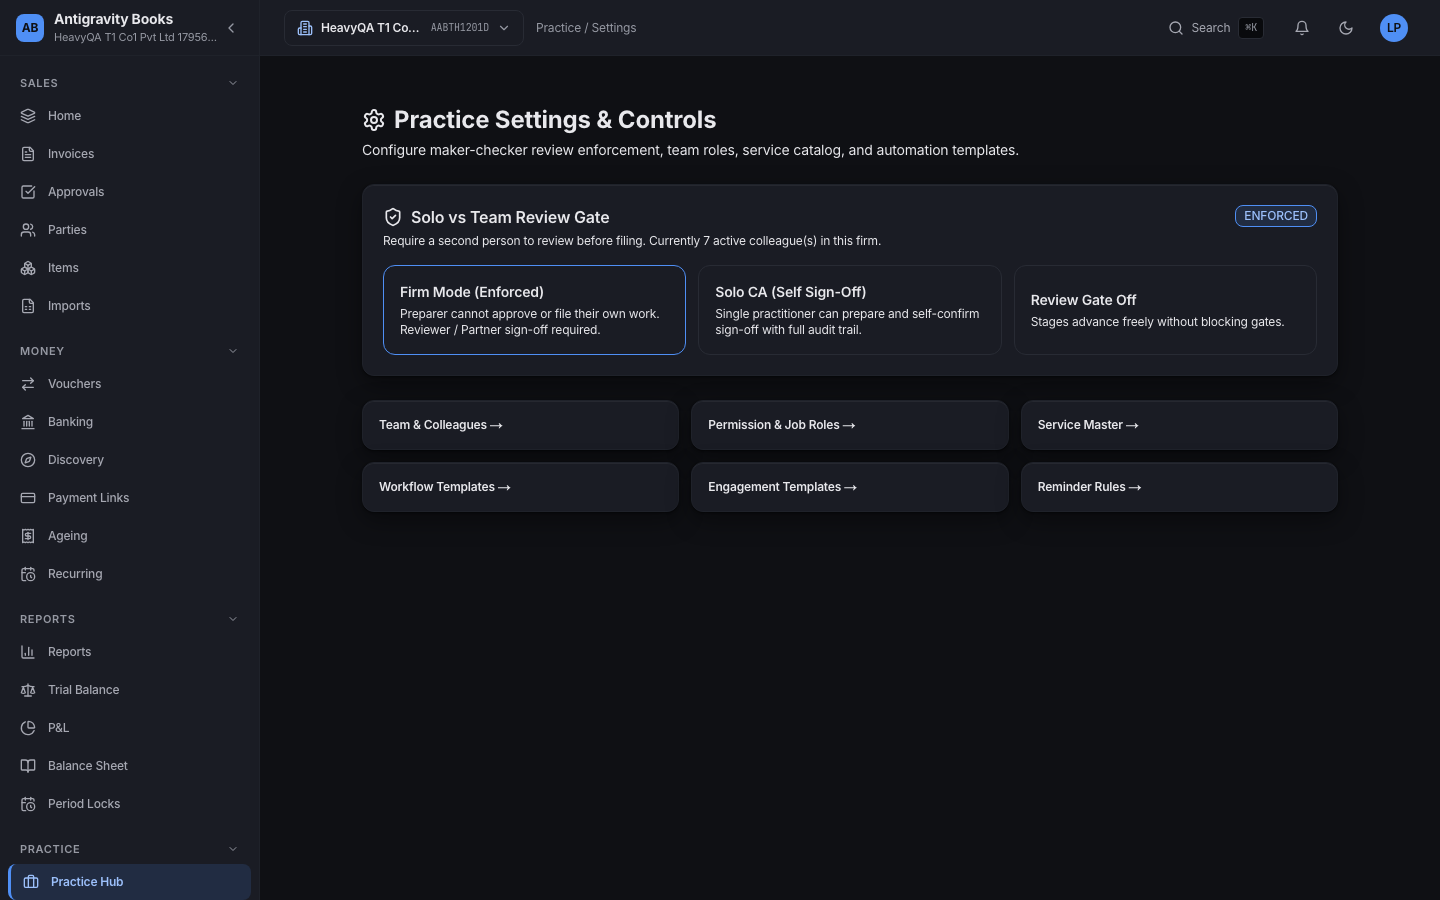 AB
Antigravity Books
HeavyQA T1 Co1 Pvt Ltd 17956...
HeavyQA T1 Co...
AABTH1201D
Practice / Settings
Search
⌘K
LP
SALES
Home
Invoices
Approvals
Parties
Items
Imports
MONEY
Vouchers
Banking
Discovery
Payment Links
Ageing
Recurring
REPORTS
Reports
Trial Balance
P&L
Balance Sheet
Period Locks
PRACTICE
Practice Hub
Practice Settings & Controls
Configure maker-checker review enforcement, team roles, service catalog, and automation templates.
Solo vs Team Review Gate
ENFORCED
Require a second person to review before filing. Currently 7 active colleague(s) in this firm.
Firm Mode (Enforced)
Preparer cannot approve or file their own work.
Reviewer / Partner sign-off required.
Solo CA (Self Sign-Off)
Single practitioner can prepare and self-confirm
sign-off with full audit trail.
Review Gate Off
Stages advance freely without blocking gates.
Team & Colleagues →
Permission & Job Roles →
Service Master →
Workflow Templates →
Engagement Templates →
Reminder Rules →